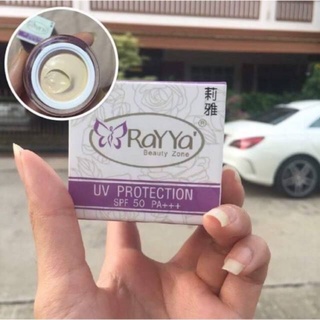 莉雅
RaYYa'®
Beauty Zone
UV PROTECTION
SPF 50 PA+++